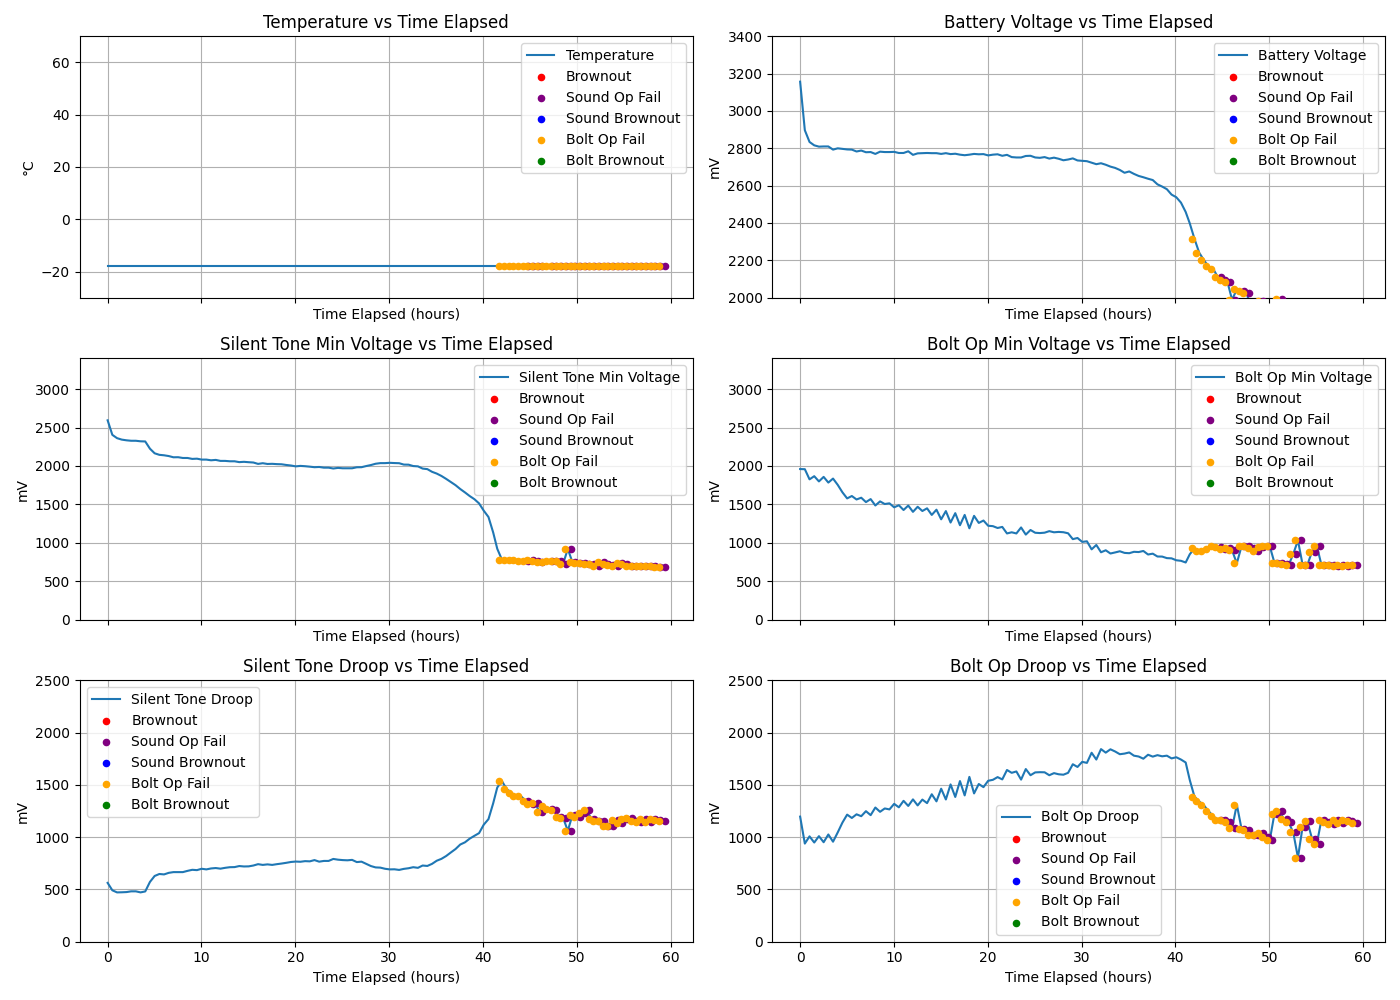 Temperature vs Time Elapsed
60
40
20
0
−20
°C
Time Elapsed (hours)
Temperature
Brownout
Sound Op Fail
Sound Brownout
Bolt Op Fail
Bolt Brownout
Battery Voltage vs Time Elapsed
3400
3200
3000
2800
2600
2400
2200
2000
mV
Time Elapsed (hours)
Battery Voltage
Brownout
Sound Op Fail
Sound Brownout
Bolt Op Fail
Bolt Brownout
Silent Tone Min Voltage vs Time Elapsed
3000
2500
2000
1500
1000
500
0
mV
Time Elapsed (hours)
Silent Tone Min Voltage
Brownout
Sound Op Fail
Sound Brownout
Bolt Op Fail
Bolt Brownout
Bolt Op Min Voltage vs Time Elapsed
3000
2500
2000
1500
1000
500
0
mV
Time Elapsed (hours)
Bolt Op Min Voltage
Brownout
Sound Op Fail
Sound Brownout
Bolt Op Fail
Bolt Brownout
Silent Tone Droop vs Time Elapsed
2500
2000
1500
1000
500
0
mV
0 10 20 30 40 50 60
Time Elapsed (hours)
Silent Tone Droop
Brownout
Sound Op Fail
Sound Brownout
Bolt Op Fail
Bolt Brownout
Bolt Op Droop vs Time Elapsed
2500
2000
1500
1000
500
0
mV
0 10 20 30 40 50 60
Time Elapsed (hours)
Bolt Op Droop
Brownout
Sound Op Fail
Sound Brownout
Bolt Op Fail
Bolt Brownout